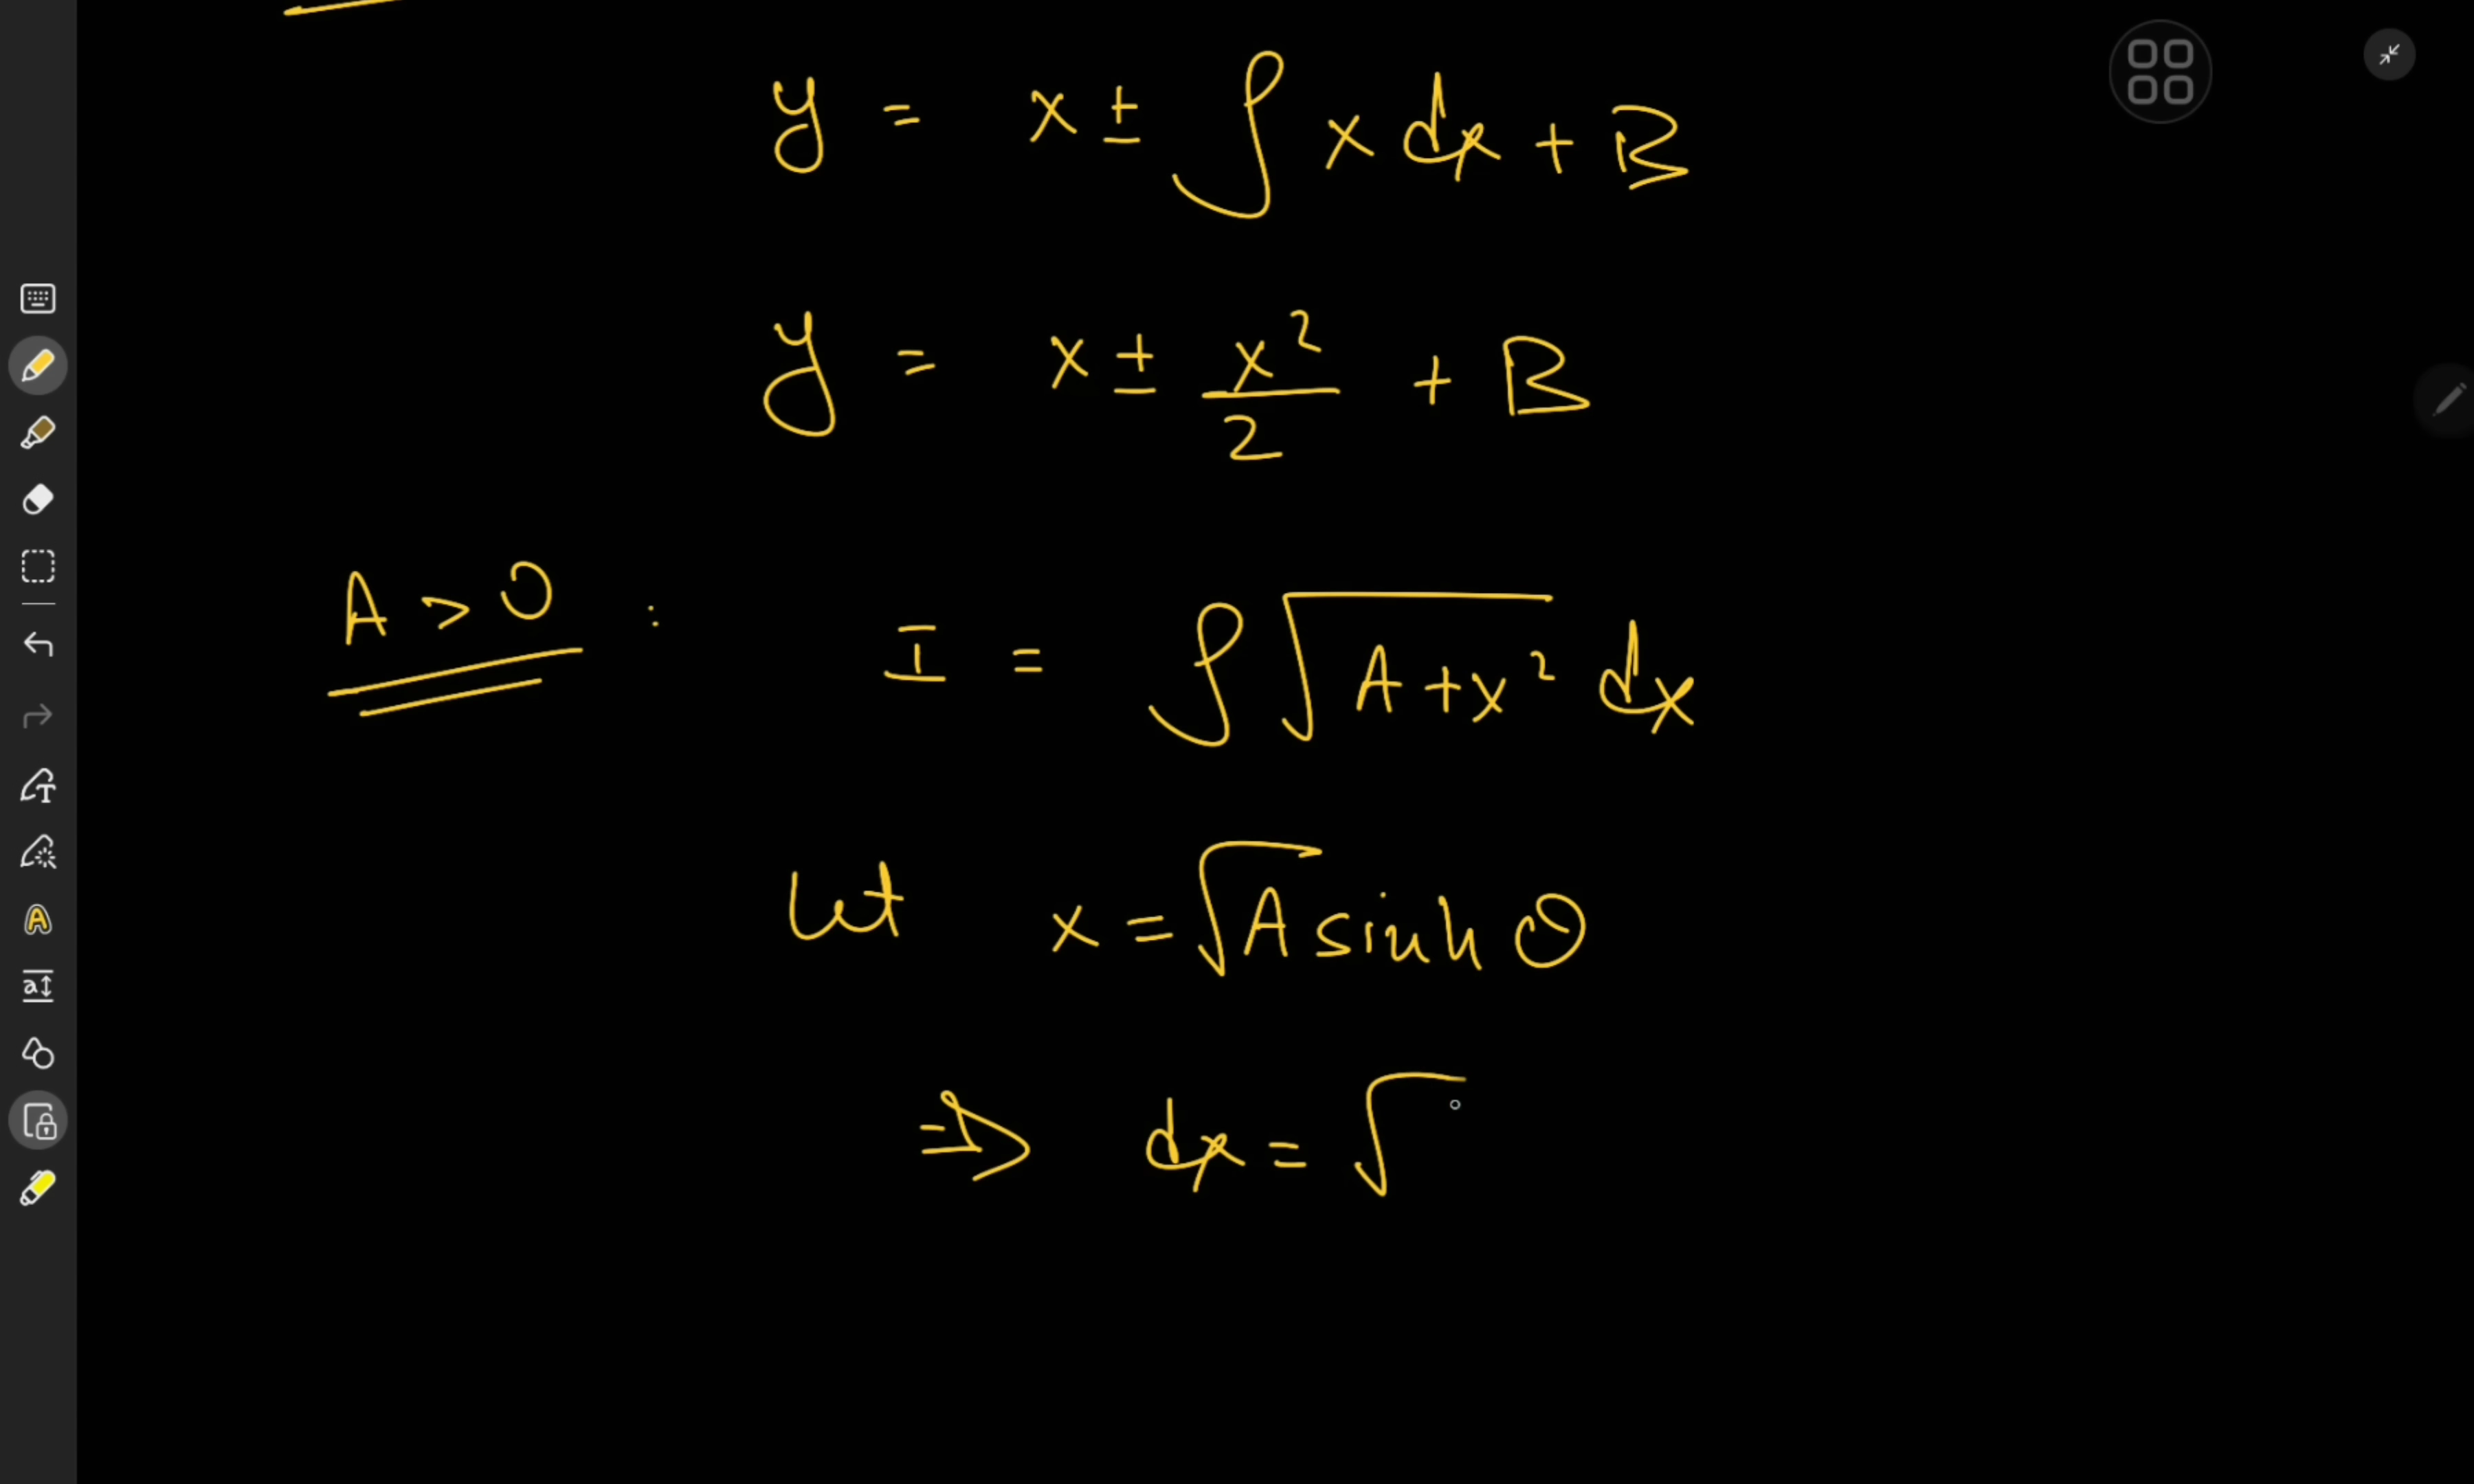 y = x ± ∫ x dx + B
y = x ± x²/2 + B
A > 0 : I = ∫ √(A + x²) dx
Let x = √A sinh θ
⇒ dx = √